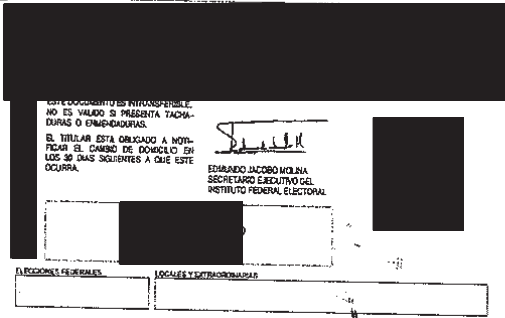 ESTE DOCUMENTO ES INTRANSFERIBLE,
NO ES VALIDO SI PRESENTA TACHA-
DURAS O ENMENDADURAS.
EL TITULAR ESTA OBLIGADO A NOTI-
FICAR EL CAMBIO DE DOMICILIO EN
LOS 30 DIAS SIGUIENTES A QUE ESTE
OCURRA.
EDMUNDO JACOBO MOLINA
SECRETARIO EJECUTIVO DEL
INSTITUTO FEDERAL ELECTORAL
ELECCIONES FEDERALES
LOCALES Y EXTRAORDINARIAS